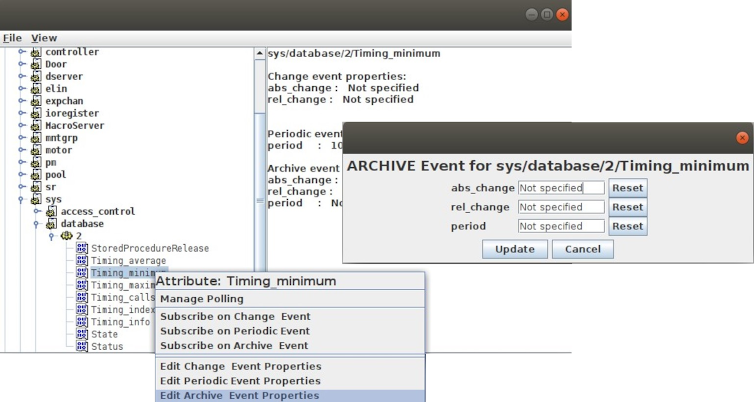 File View
controller
Door
dserver
elin
expchan
ioregister
MacroServer
mntgrp
motor
pm
pool
sr
sys
access_control
database
2
StoredProcedureRelease
Timing_average
Timing_minimum
Timing_maxim
Timing_calls
Timing_index
Timing_info
State
Status
sys/database/2/Timing_minimum
Change event properties:
abs_change : Not specified
rel_change : Not specified
Periodic event
period : 10
Archive event
abs_change :
rel_change :
period : No
ARCHIVE Event for sys/database/2/Timing_minimum
abs_change Not specified Reset
rel_change Not specified Reset
period Not specified Reset
Update Cancel
Attribute: Timing_minimum
Manage Polling
Subscribe on Change Event
Subscribe on Periodic Event
Subscribe on Archive Event
Edit Change Event Properties
Edit Periodic Event Properties
Edit Archive Event Properties